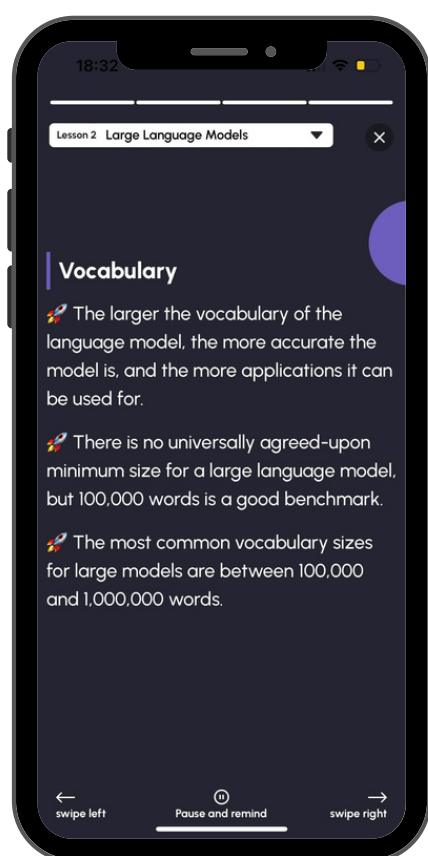 18:32
Lesson 2 Large Language Models
Vocabulary
🚀 The larger the vocabulary of the
language model, the more accurate the
model is, and the more applications it can
be used for.
🚀 There is no universally agreed-upon
minimum size for a large language model,
but 100,000 words is a good benchmark.
🚀 The most common vocabulary sizes
for large models are between 100,000
and 1,000,000 words.
swipe left Pause and remind swipe right